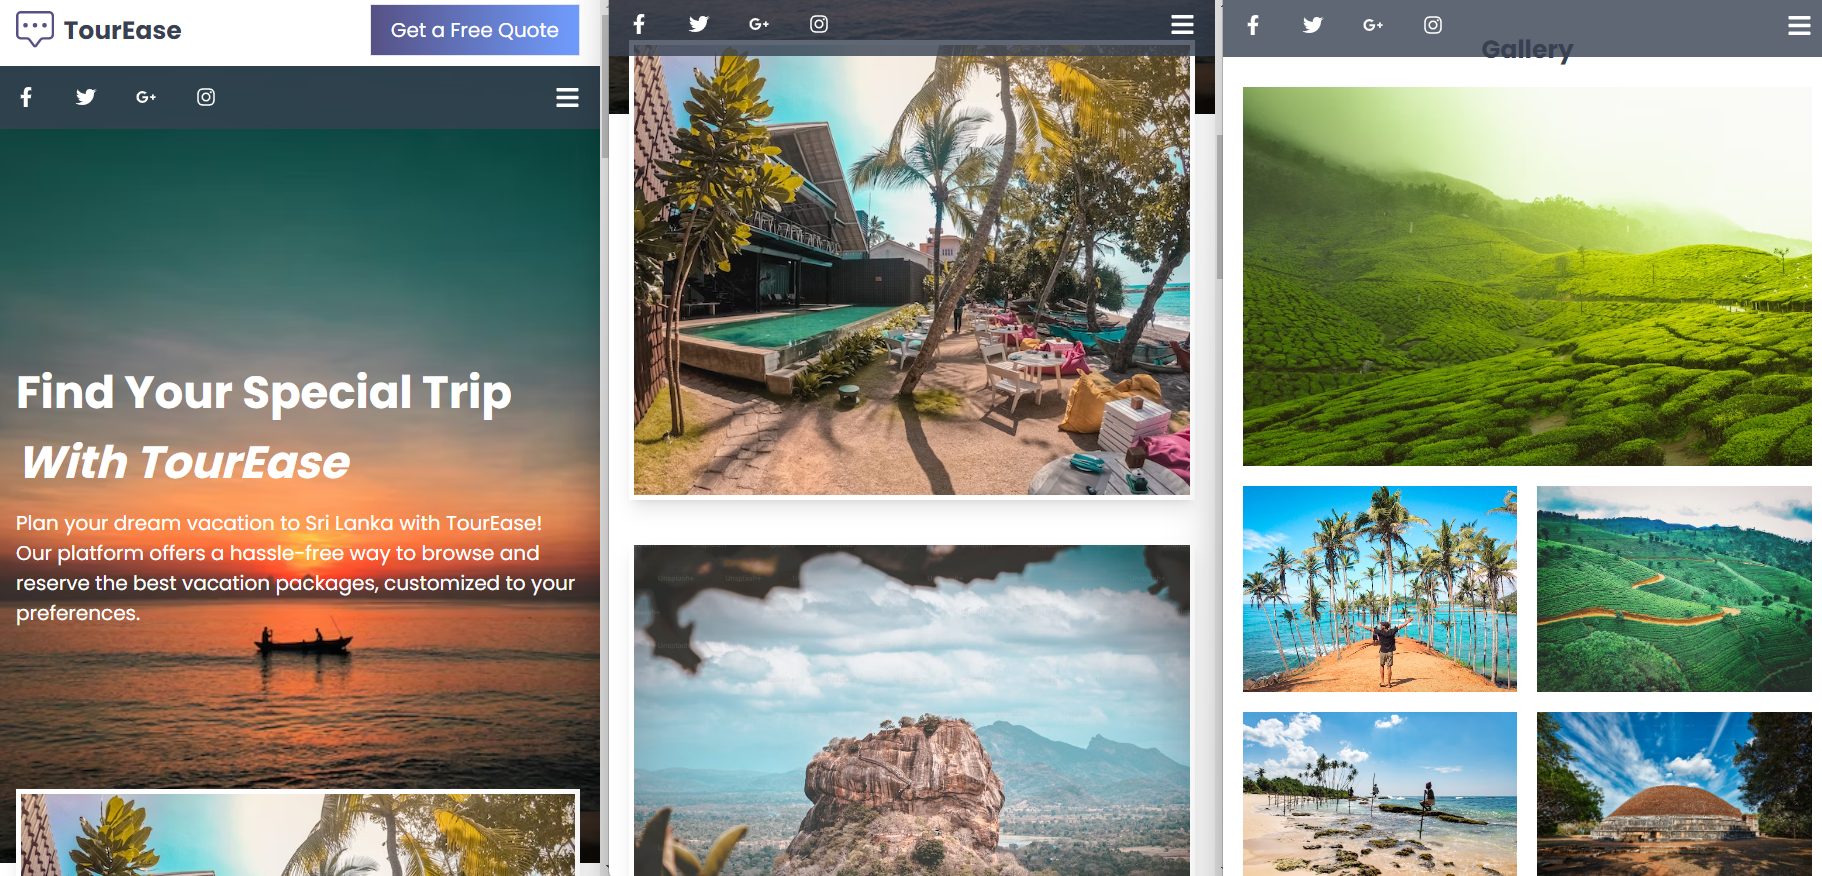 TourEase
Get a Free Quote
G+
Find Your Special Trip
With TourEase
Plan your dream vacation to Sri Lanka with TourEase!
Our platform offers a hassle-free way to browse and
reserve the best vacation packages, customized to your
preferences.
G+
G+
Gallery